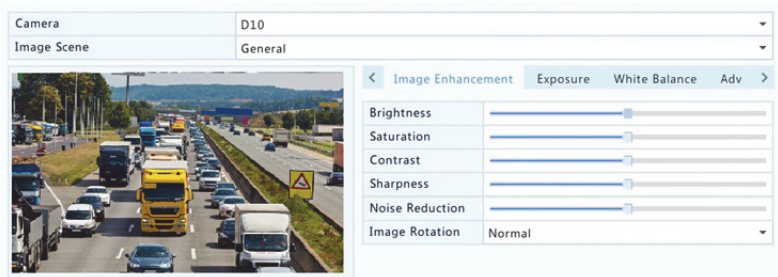 Camera D10
Image Scene General
< Image Enhancement Exposure White Balance Adv >
Brightness
Saturation
Contrast
Sharpness
Noise Reduction
Image Rotation Normal